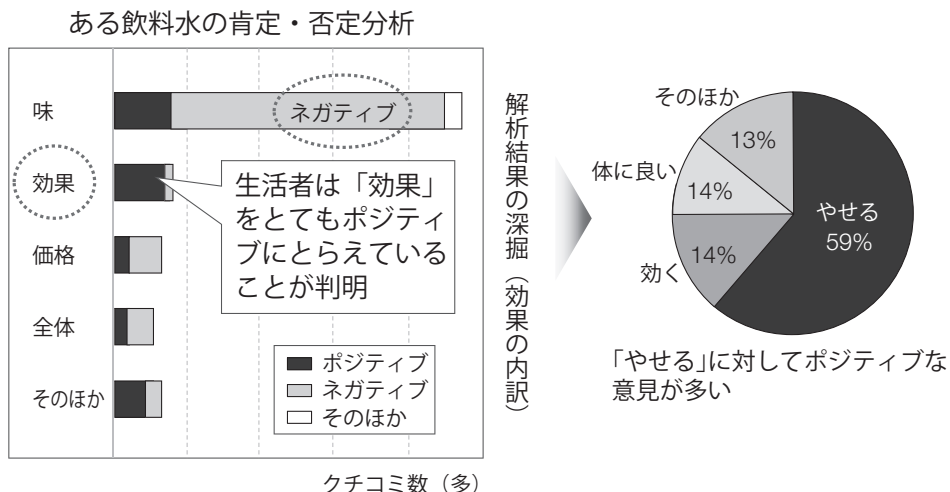 ある飲料水の肯定・否定分析
味
ネガティブ
効果
生活者は「効果」
をとてもポジティ
ブにとらえている
ことが判明
価格
全体
そのほか
ポジティブ
ネガティブ
そのほか
クチコミ数（多）
解析結果の深掘（効果の内訳）
そのほか
13%
体に良い
14%
効く
14%
やせる
59%
「やせる」に対してポジティブな
意見が多い